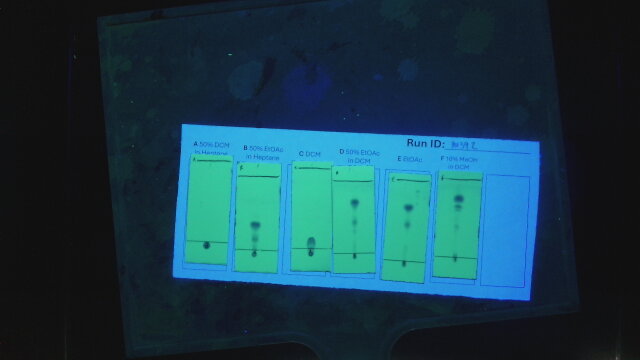 Run ID:
A 50% DCM
in Heptane
B 50% EtOAc
in Heptane
C DCM
D 50% EtOAc
in DCM
E EtOAc
F 10% MeOH
in DCM